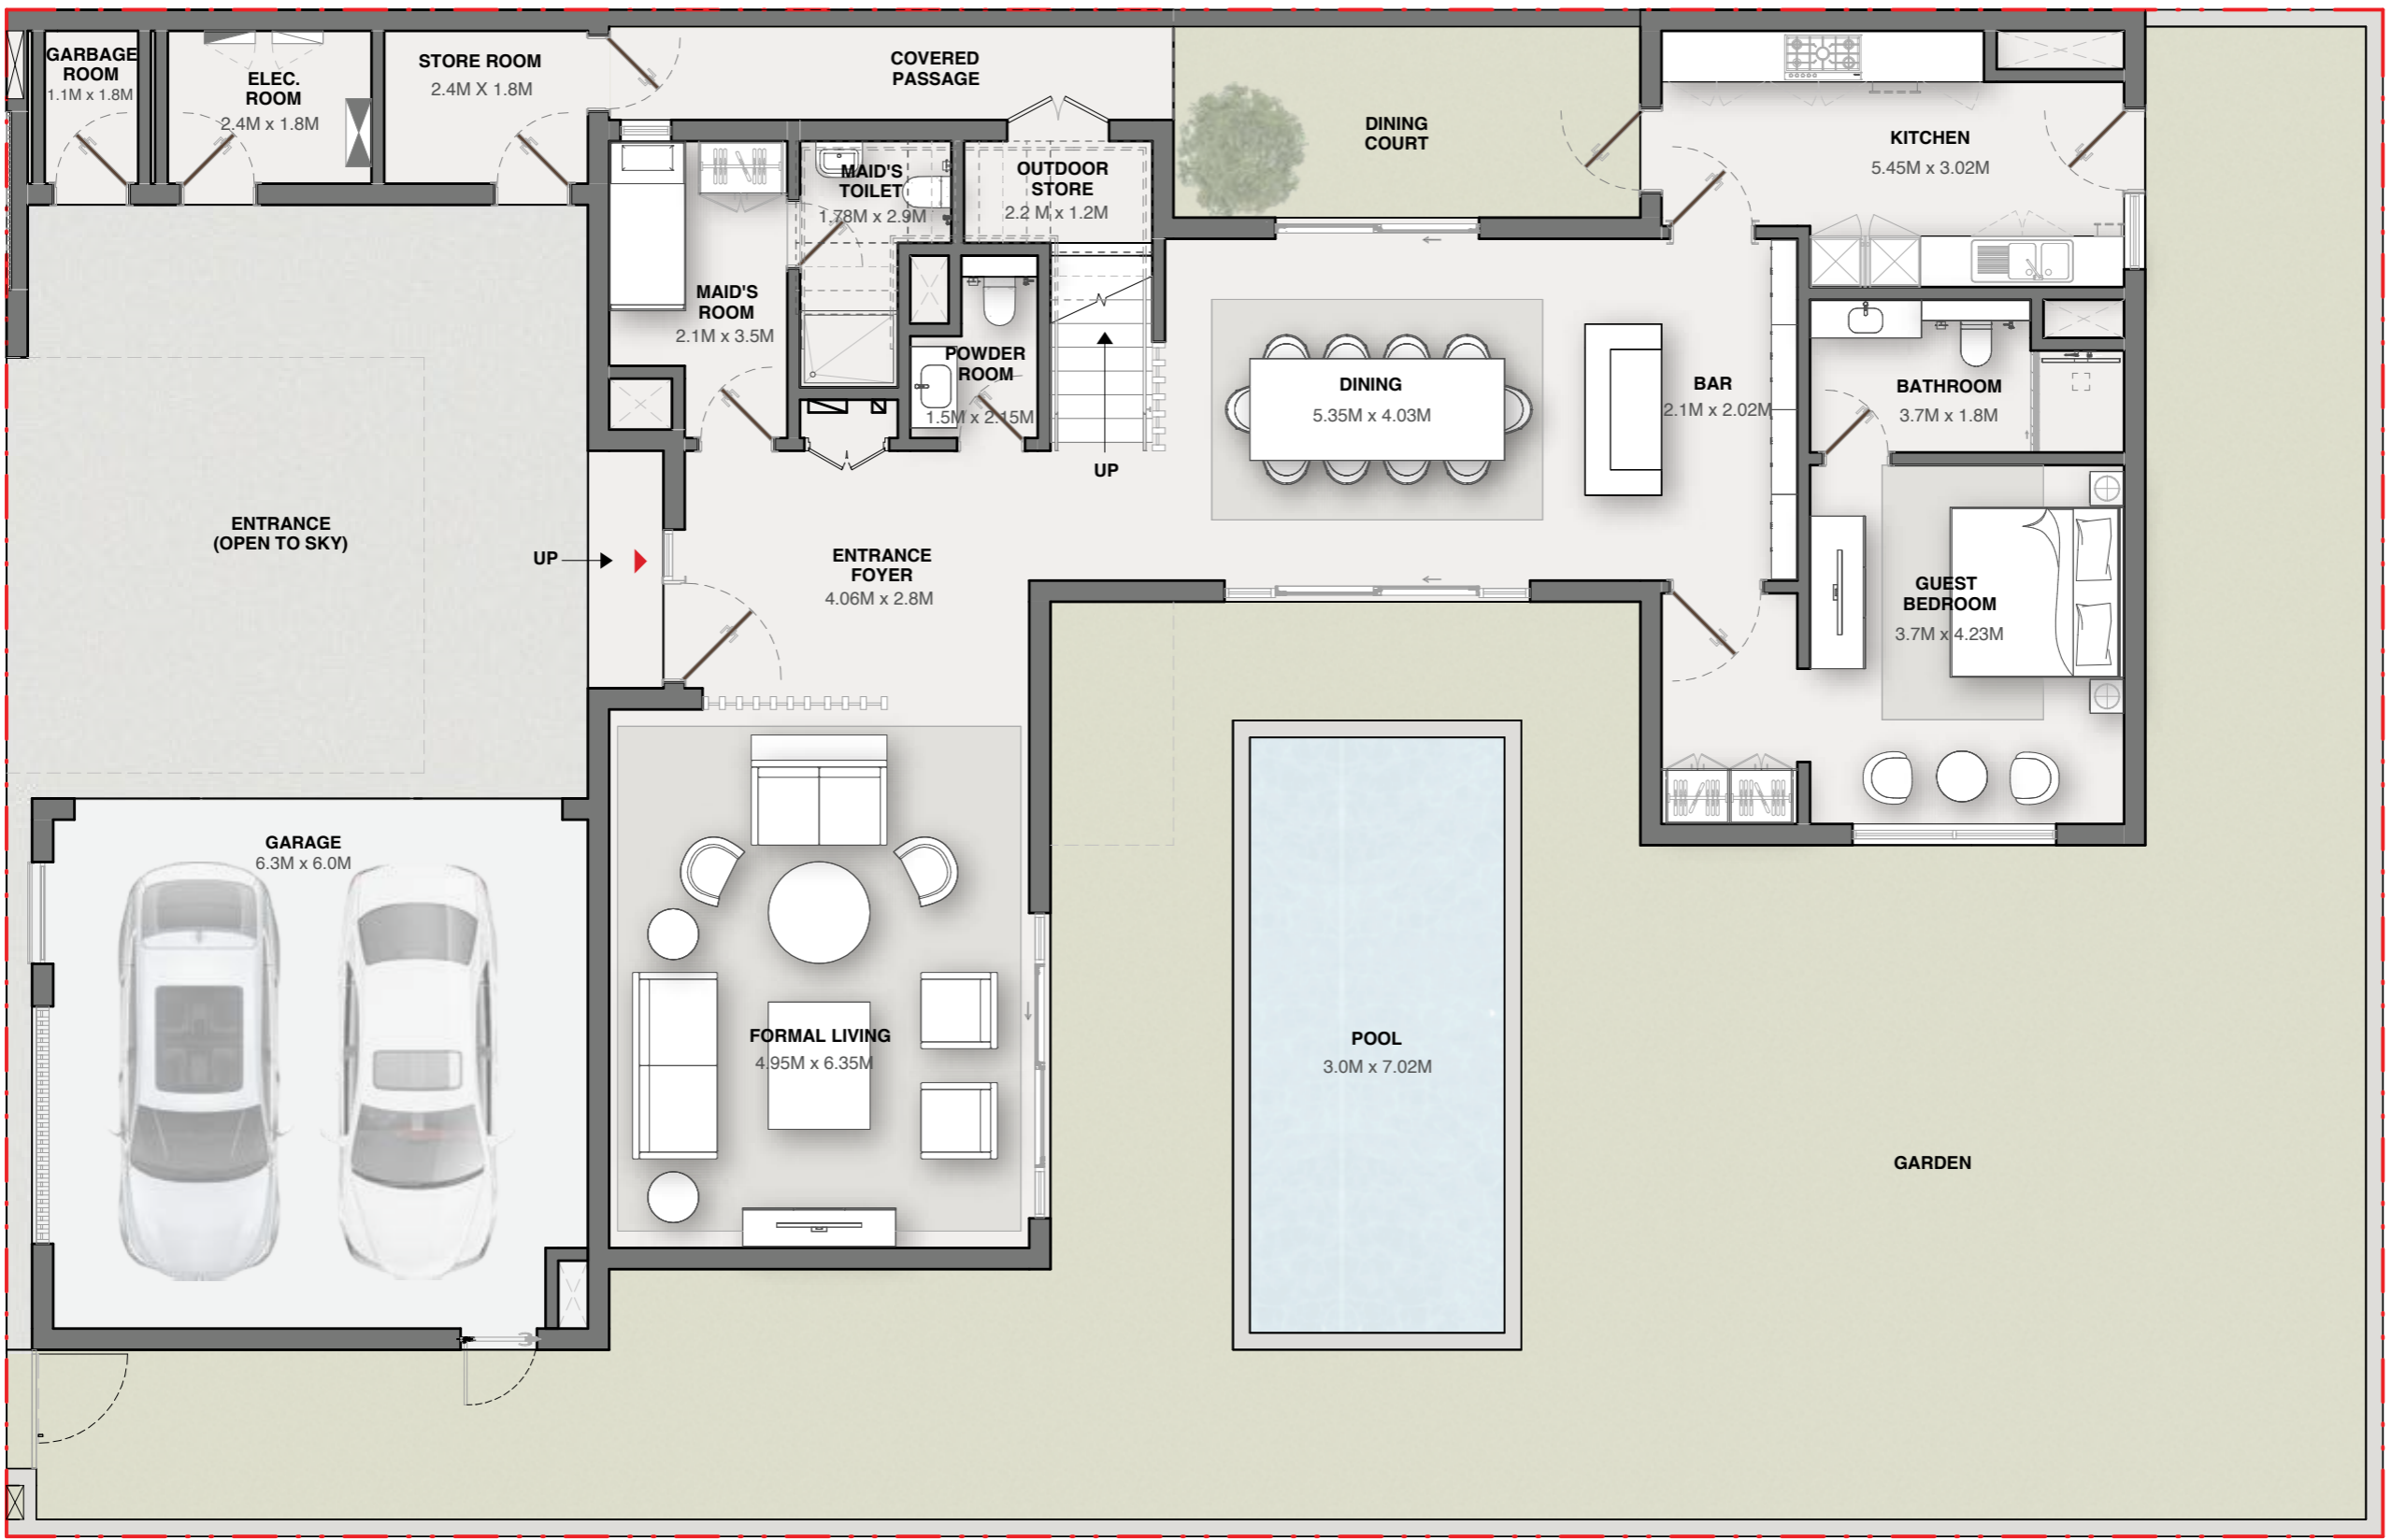 GARBAGE
ROOM
1.1M x 1.8M
ELEC.
ROOM
2.4M x 1.8M
STORE ROOM
2.4M X 1.8M
COVERED
PASSAGE
DINING
COURT
KITCHEN
5.45M x 3.02M
MAID'S
TOILET
1.78M x 2.9M
OUTDOOR
STORE
2.2 M x 1.2M
MAID'S
ROOM
2.1M x 3.5M
POWDER
ROOM
1.5M x 2.15M
UP
DINING
5.35M x 4.03M
BAR
2.1M x 2.02M
BATHROOM
3.7M x 1.8M
ENTRANCE
(OPEN TO SKY)
UP
ENTRANCE
FOYER
4.06M x 2.8M
GUEST
BEDROOM
3.7M x 4.23M
GARAGE
6.3M x 6.0M
FORMAL LIVING
4.95M x 6.35M
POOL
3.0M x 7.02M
GARDEN